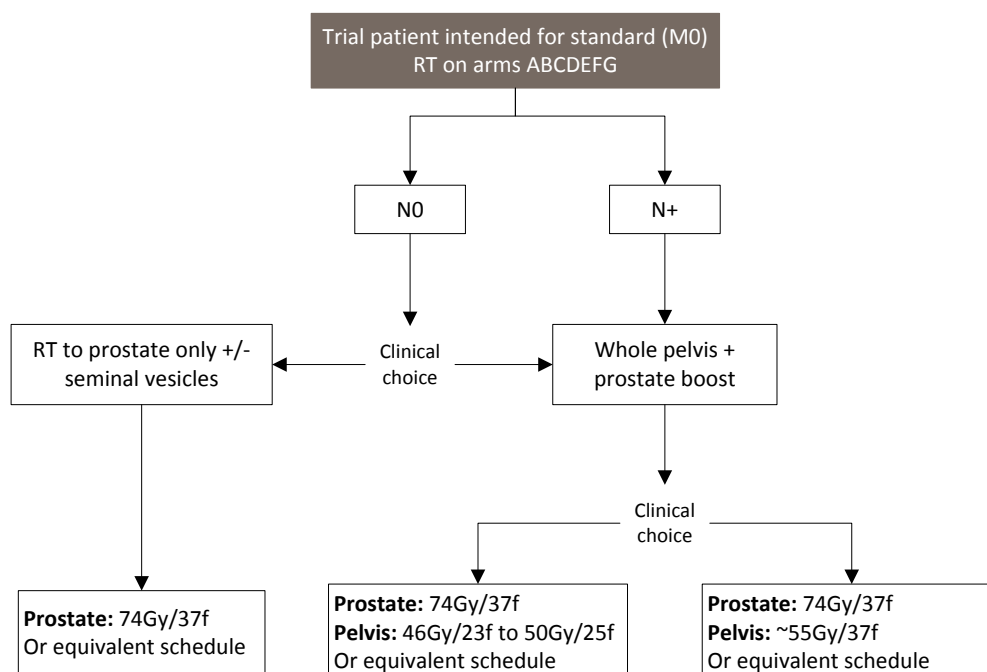 Trial patient intended for standard (M0)
RT on arms ABCDEFG
N0
N+
RT to prostate only +/-
seminal vesicles
Clinical
choice
Whole pelvis +
prostate boost
Clinical
choice
Prostate: 74Gy/37f
Or equivalent schedule
Prostate: 74Gy/37f
Pelvis: 46Gy/23f to 50Gy/25f
Or equivalent schedule
Prostate: 74Gy/37f
Pelvis: ~55Gy/37f
Or equivalent schedule